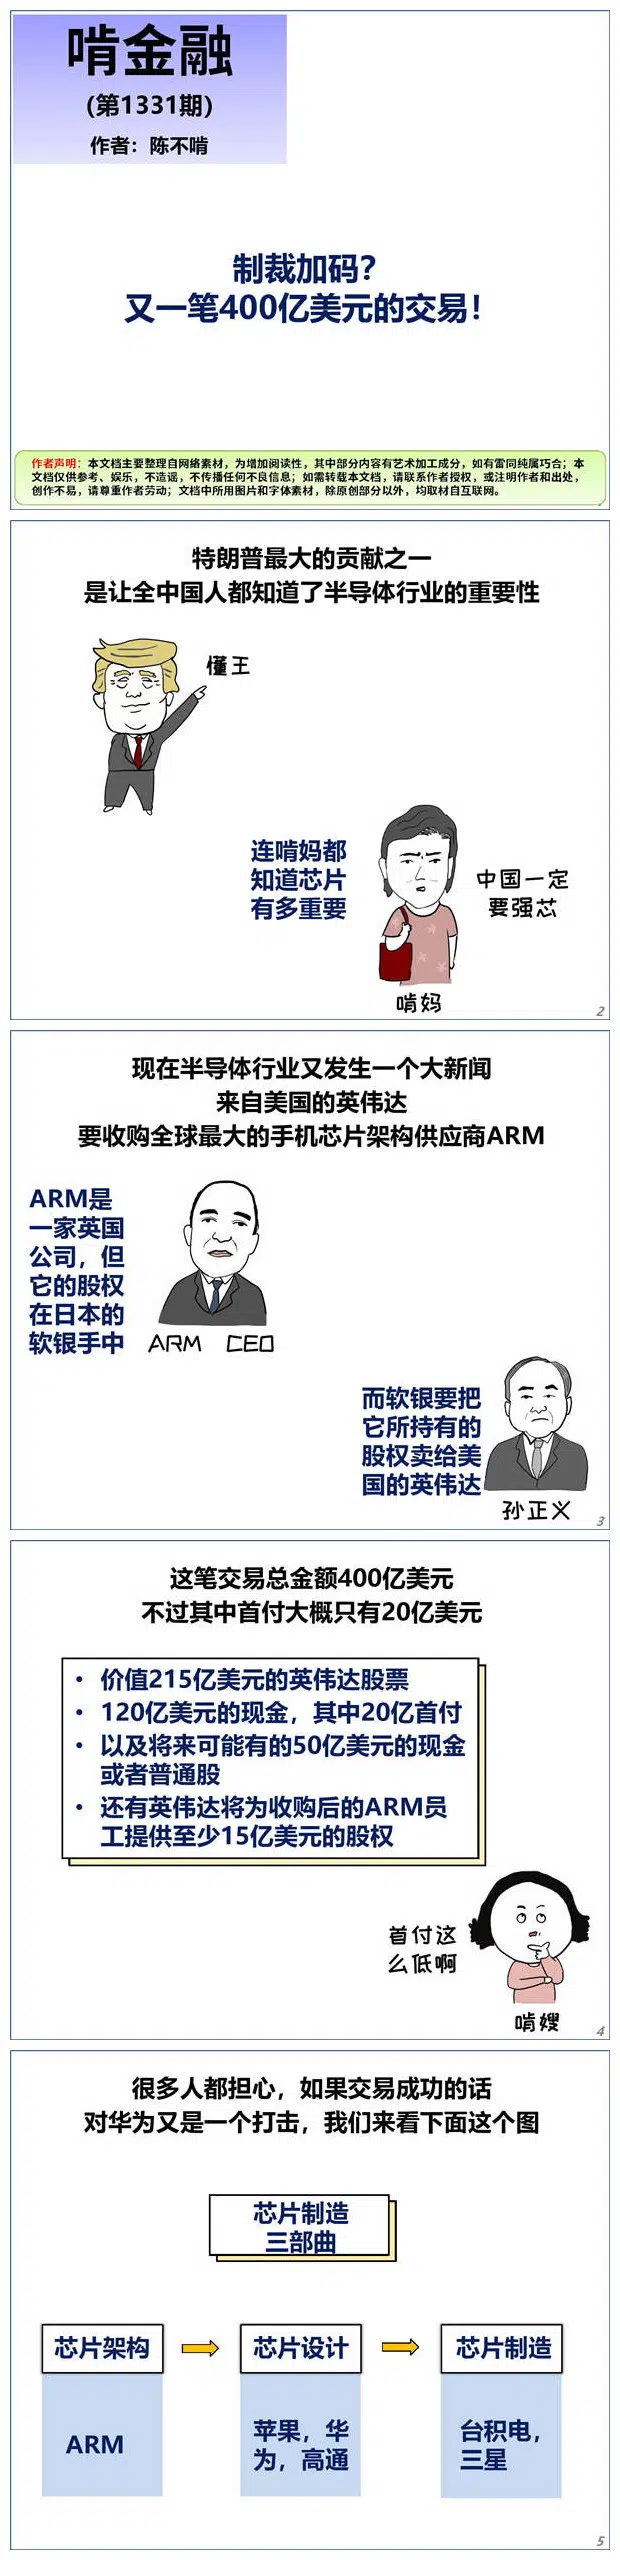 啃金融
(第1331期)
作者：陈不啃
制裁加码？
又一笔400亿美元的交易！
作者声明：本文档主要整理自网络素材，为增加阅读性，其中部分内容有艺术加工成分，如有雷同纯属巧合；本
文档仅供参考、娱乐，不造谣，不传播任何不良信息；如需转载本文档，请联系作者授权，或注明作者和出处，
创作不易，请尊重作者劳动；文档中所用图片和字体素材，除原创部分以外，均取材自互联网。
特朗普最大的贡献之一
是让全中国人都知道了半导体行业的重要性
懂王
连啃妈都
知道芯片
有多重要
中国一定
要强芯
啃妈
2
现在半导体行业又发生一个大新闻
来自美国的英伟达
要收购全球最大的手机芯片架构供应商ARM
ARM是
一家英国
公司，但
它的股权
在日本的
软银手中
ARM CEO
而软银要把
它所持有的
股权卖给美
国的英伟达
孙正义
3
这笔交易总金额400亿美元
不过其中首付大概只有20亿美元
• 价值215亿美元的英伟达股票
• 120亿美元的现金，其中20亿首付
• 以及将来可能有的50亿美元的现金
或者普通股
• 还有英伟达将为收购后的ARM员
工提供至少15亿美元的股权
首付这
么低啊
啃嫂
4
很多人都担心，如果交易成功的话
对华为又是一个打击，我们来看下面这个图
芯片制造
三部曲
芯片架构
芯片设计
芯片制造
ARM
苹果，华
为，高通
台积电，
三星
5